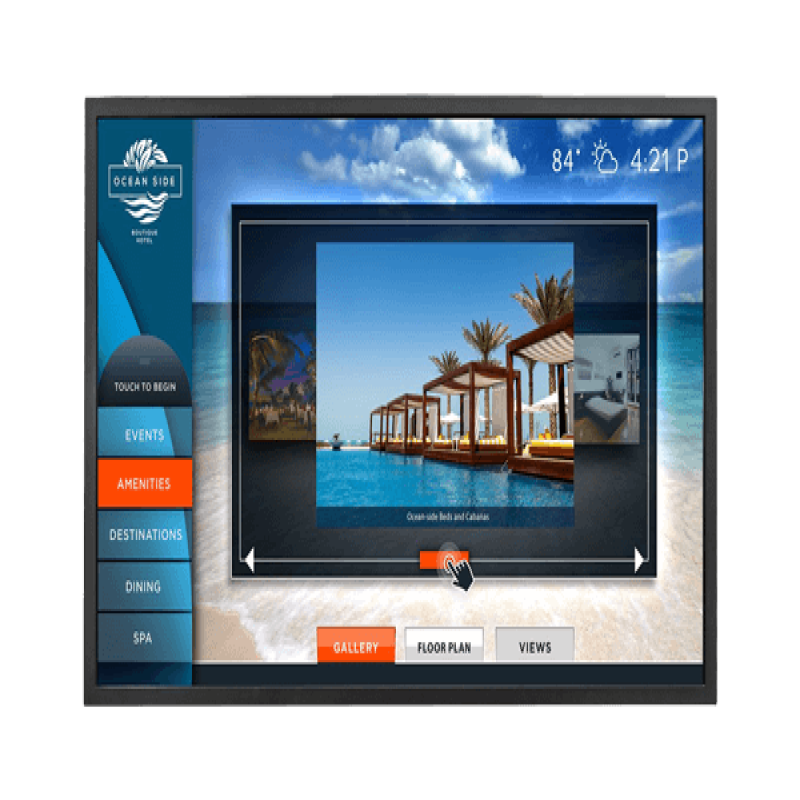 OCEAN SIDE
BOUTIQUE
HOTEL
84° 4:21 P
TOUCH TO BEGIN
EVENTS
AMENITIES
DESTINATIONS
DINING
SPA
Ocean-side Beds and Cabanas
GALLERY
FLOOR PLAN
VIEWS